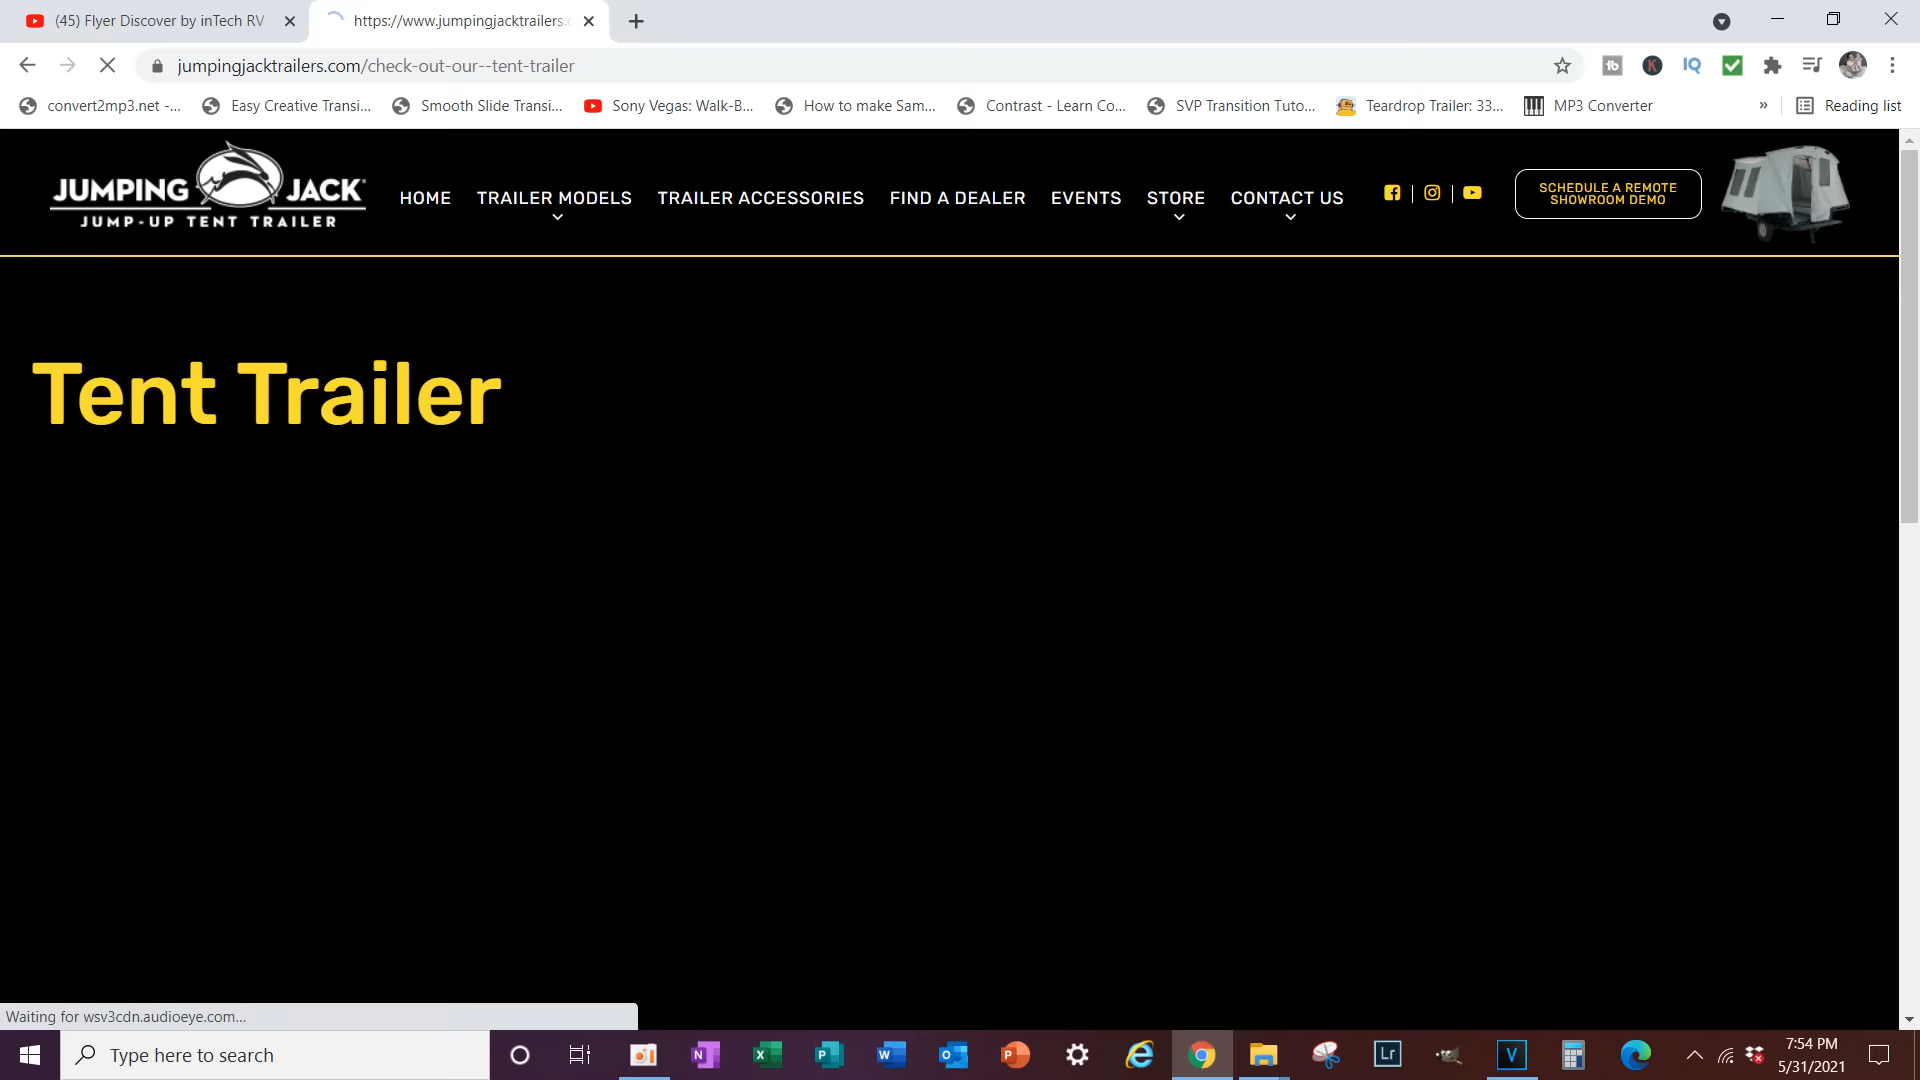 (45) Flyer Discover by inTech RV
https://www.jumpingjacktrailers.
jumpingjacktrailers.com/check-out-our--tent-trailer
convert2mp3.net -...
Easy Creative Transi...
Smooth Slide Transi...
Sony Vegas: Walk-B...
How to make Sam...
Contrast - Learn Co...
SVP Transition Tuto...
Teardrop Trailer: 33...
MP3 Converter
»
Reading list
JUMPING JACK
JUMP-UP TENT TRAILER
HOME
TRAILER MODELS
TRAILER ACCESSORIES
FIND A DEALER
EVENTS
STORE
CONTACT US
SCHEDULE A REMOTE
SHOWROOM DEMO
Tent Trailer
Waiting for wsv3cdn.audioeye.com...
Type here to search
7:54 PM
5/31/2021